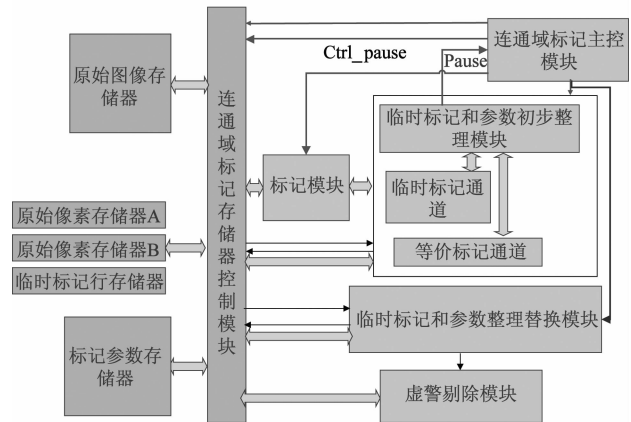 连通域标记主控
模块
Ctrl_pause
Pause
原始图像存
储器
连通域标记存储器控制模块
临时标记和参数初步整
理模块
标记模块
临时标记通
道
等价标记通道
原始像素存储器A
原始像素存储器B
临时标记行存储器
临时标记和参数整理替换模块
标记参数存
储器
虚警剔除模块